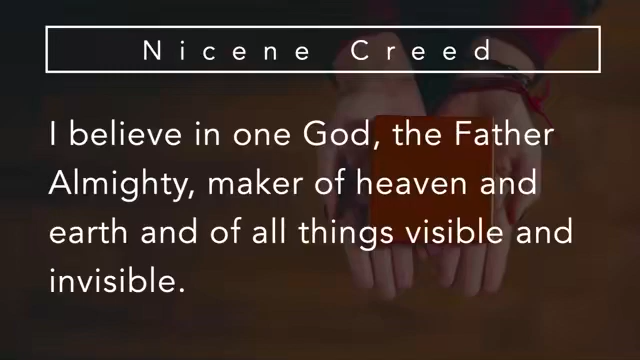 Nicene Creed
I believe in one God, the Father
Almighty, maker of heaven and
earth and of all things visible and
invisible.